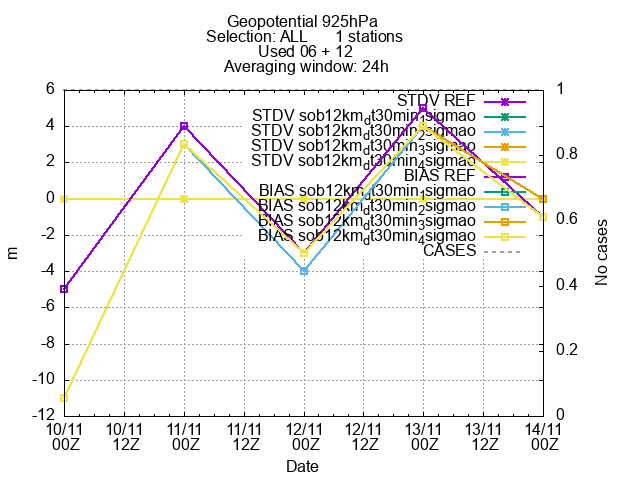 Geopotential 925hPa
Selection: ALL 1 stations
Used 06 + 12
Averaging window: 24h
6
4
2
0
-2
-4
-6
-8
-10
-12
m
1
0.8
0.6
0.4
0.2
0
No cases
STDV REF
STDV sob12km_dt30min_1sigmao
STDV sob12km_dt30min_2sigmao
STDV sob12km_dt30min_3sigmao
STDV sob12km_dt30min_4sigmao
BIAS REF
BIAS sob12km_dt30min_1sigmao
BIAS sob12km_dt30min_2sigmao
BIAS sob12km_dt30min_3sigmao
BIAS sob12km_dt30min_4sigmao
CASES
10/11 10/11 11/11 11/11 12/11 12/11 13/11 13/11 14/11
00Z 12Z 00Z 12Z 00Z 12Z 00Z 12Z 00Z
Date